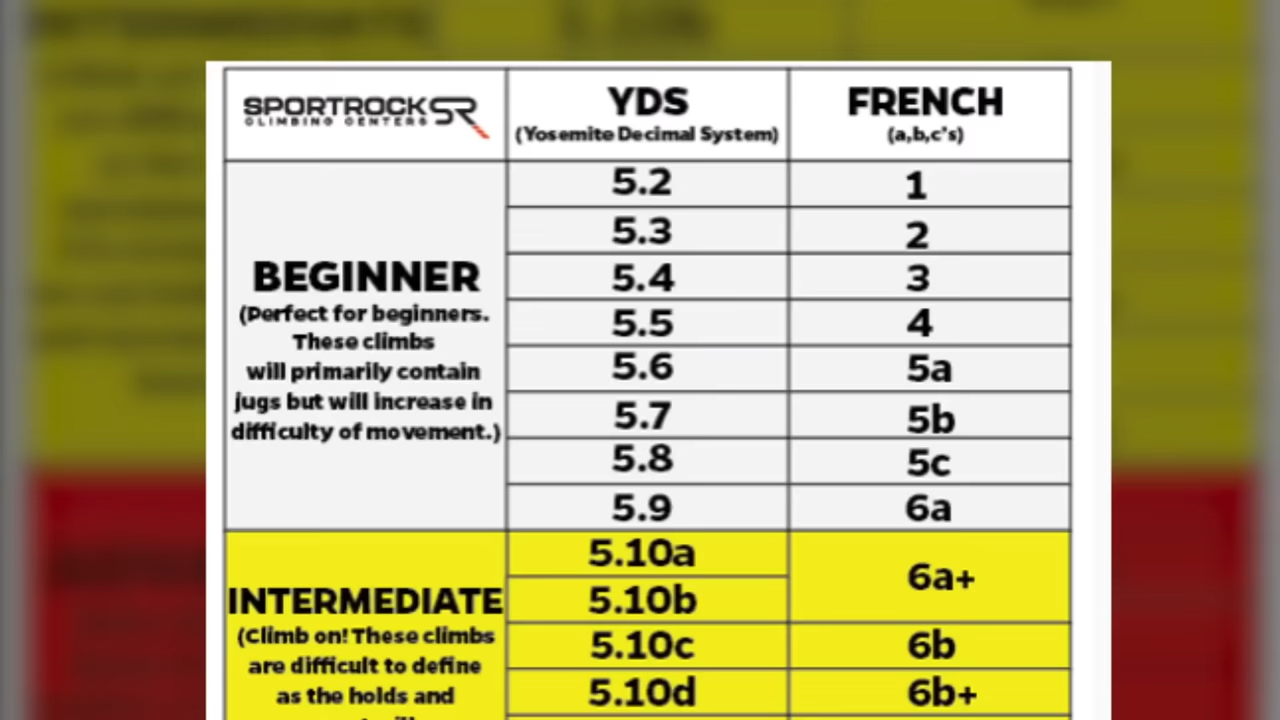 SPORTROCK SR
CLIMBING CENTERS
YDS
(Yosemite Decimal System)
FRENCH
(a,b,c's)
BEGINNER
(Perfect for beginners.
These climbs
will primarily contain
jugs but will increase in
difficulty of movement.)
5.2 1
5.3 2
5.4 3
5.5 4
5.6 5a
5.7 5b
5.8 5c
5.9 6a
INTERMEDIATE
(Climb on! These climbs
are difficult to define
as the holds and
5.10a 6a+
5.10b
5.10c 6b
5.10d 6b+